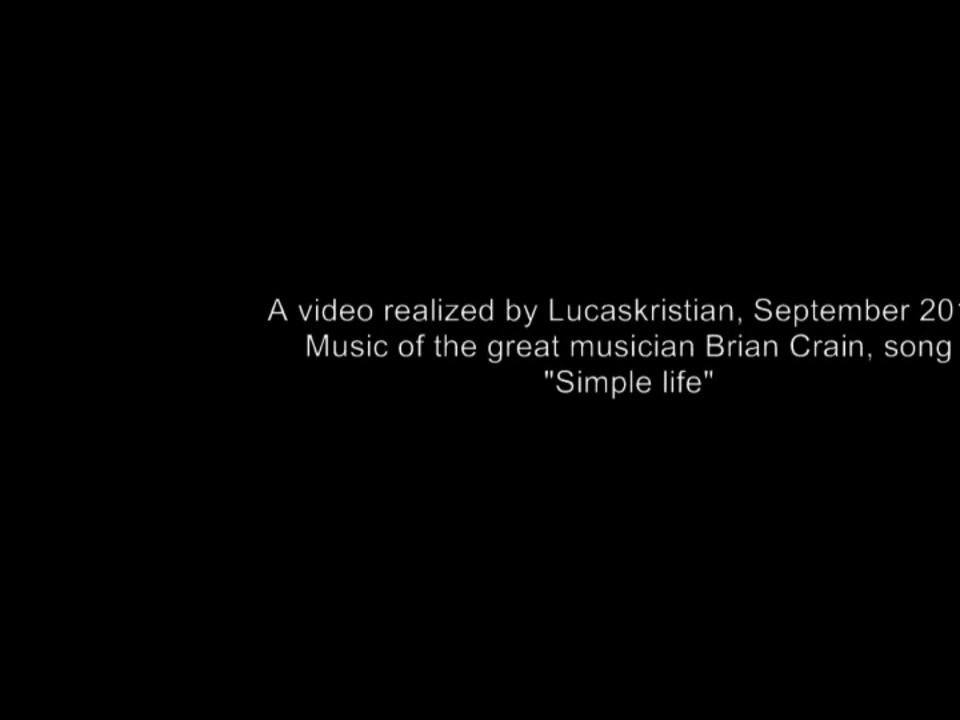 A video realized by Lucaskristian, September
Music of the great musician Brian Crain, song
"Simple life"